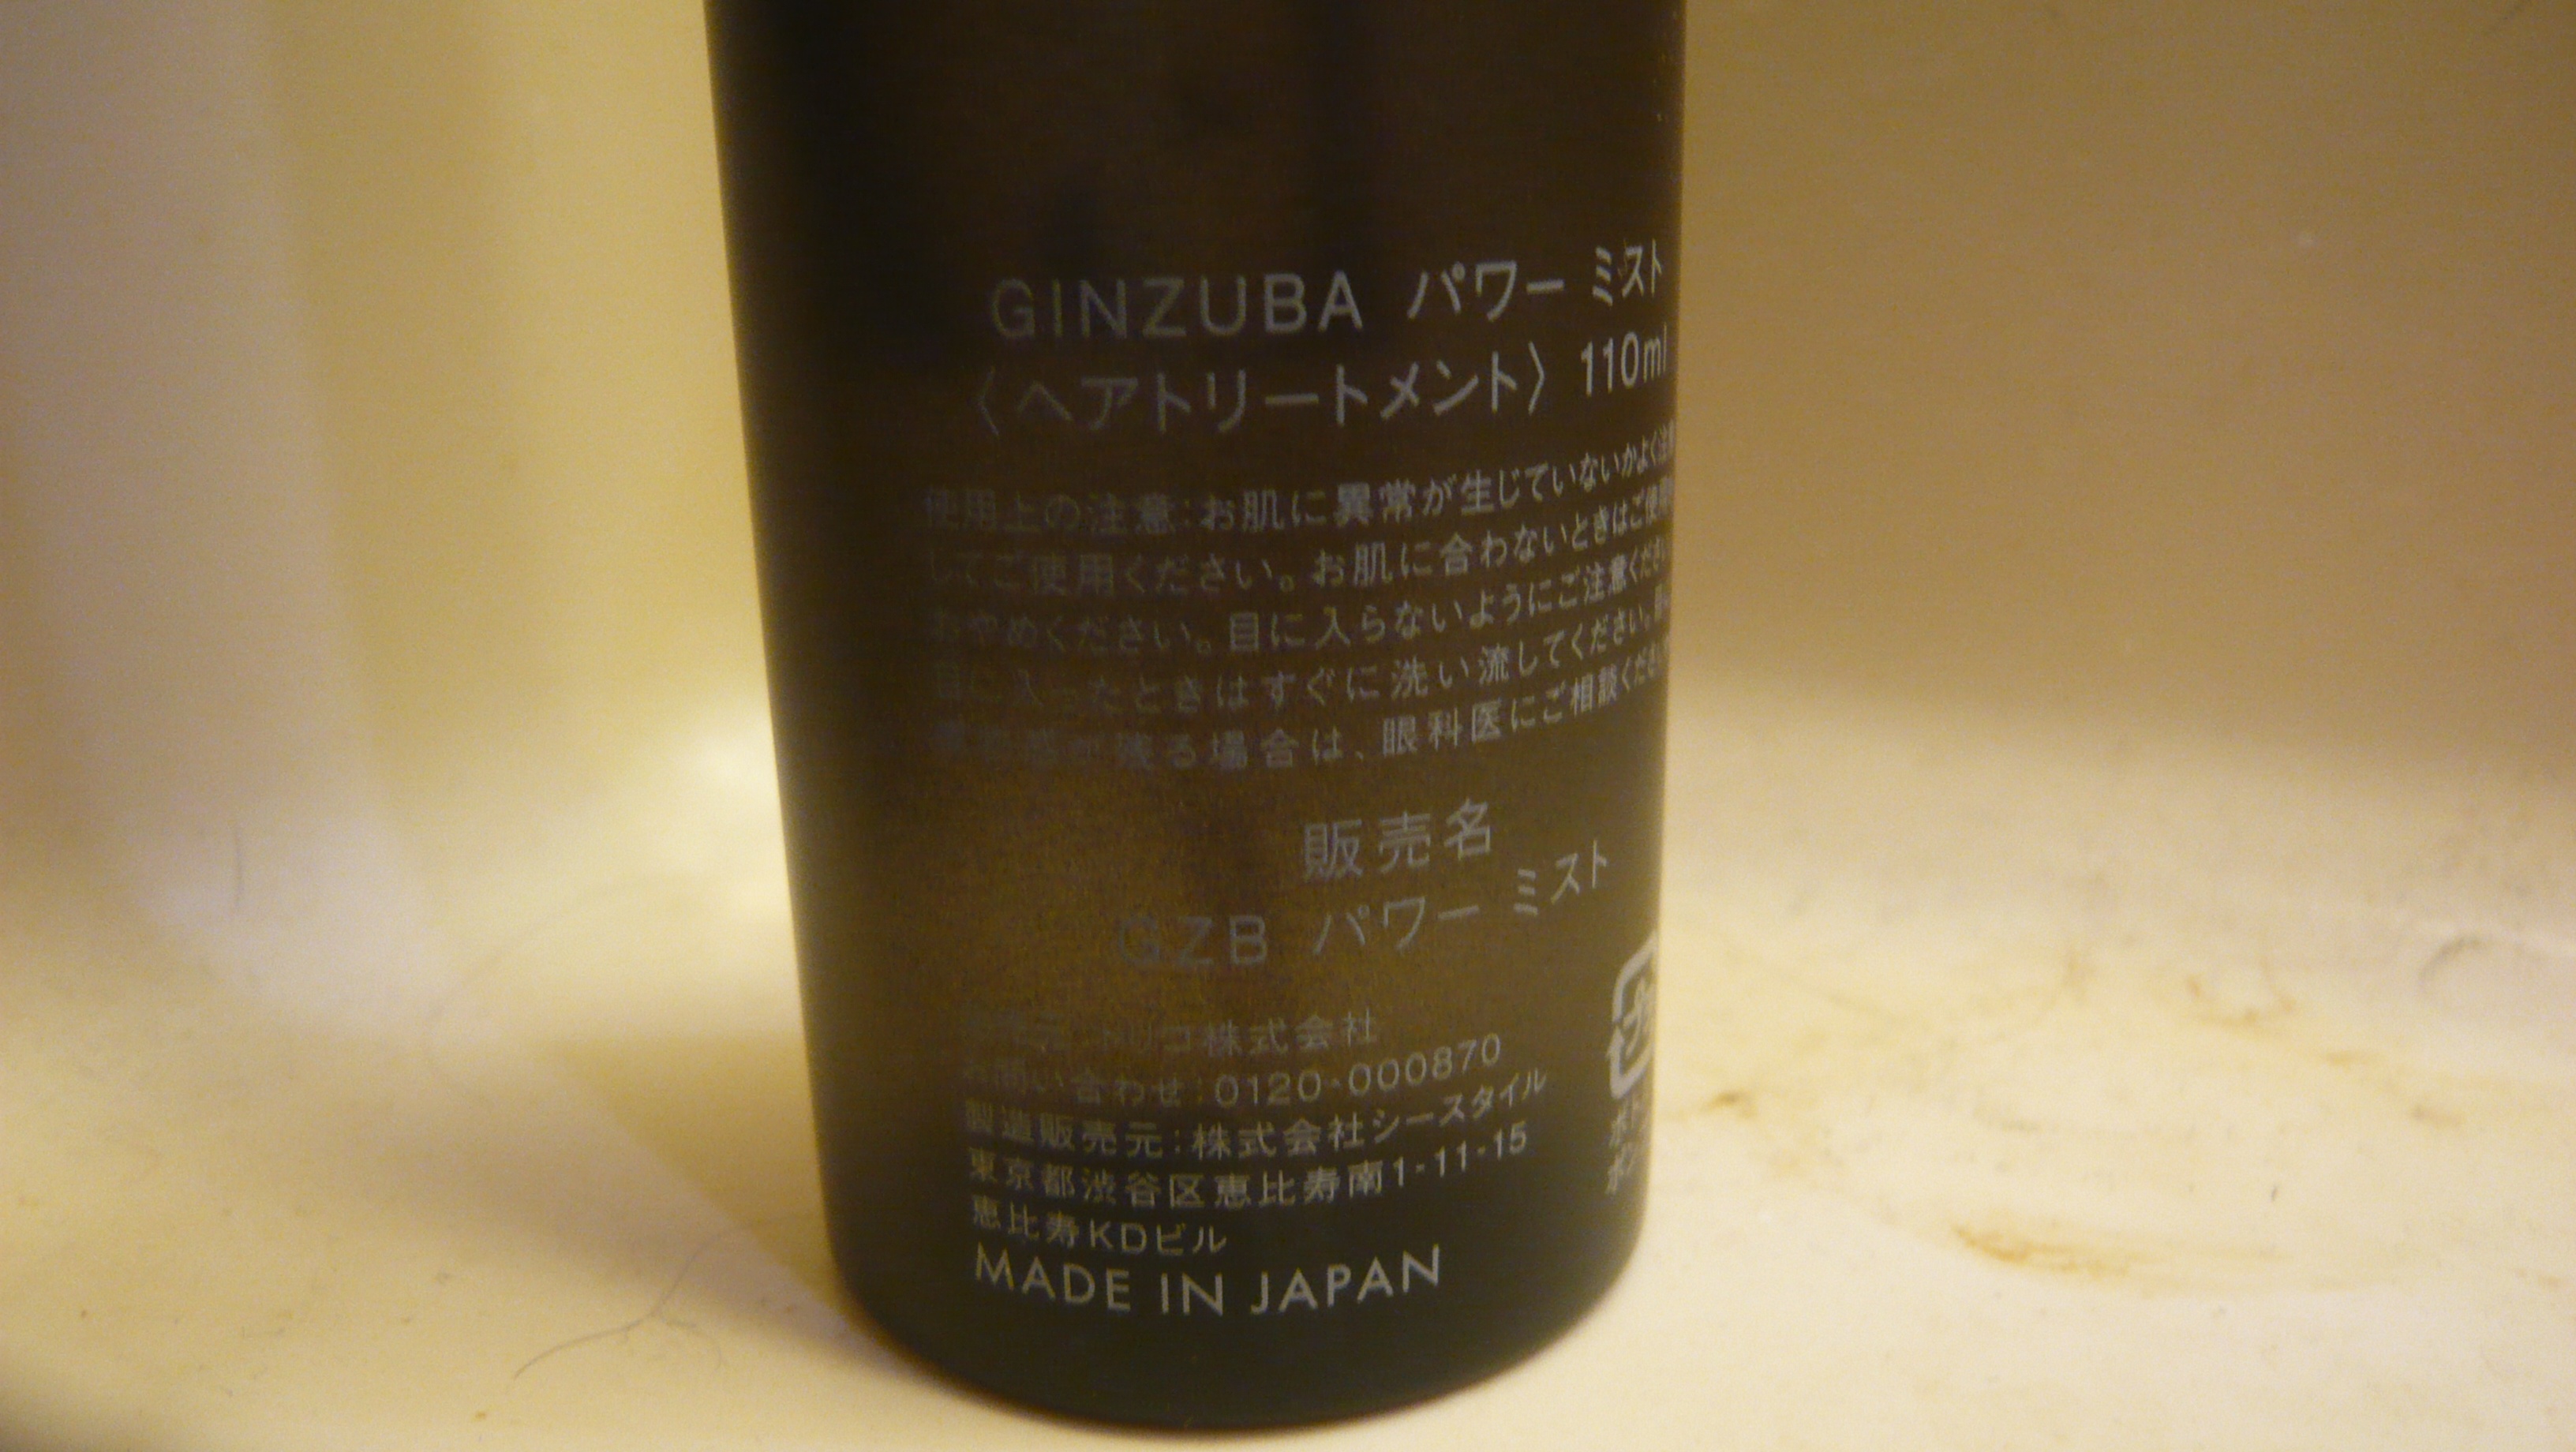 GINZUBA パワー ミスト
〈ヘアトリートメント〉 110ml
使用上の注意:お肌に異常が生じていないかよく注意
してご使用ください。お肌に合わないときはご使用を
おやめください。目に入らないようにご注意ください
目に入ったときはすぐに洗い流してください。
残る場合は、眼科医にご相談ください
販売名
GZB パワー ミスト
トリコ株式会社
お問い合わせ:0120-000870
製造販売元:株式会社シースタイル
東京都渋谷区恵比寿南1-11-15
恵比寿KDビル
MADE IN JAPAN